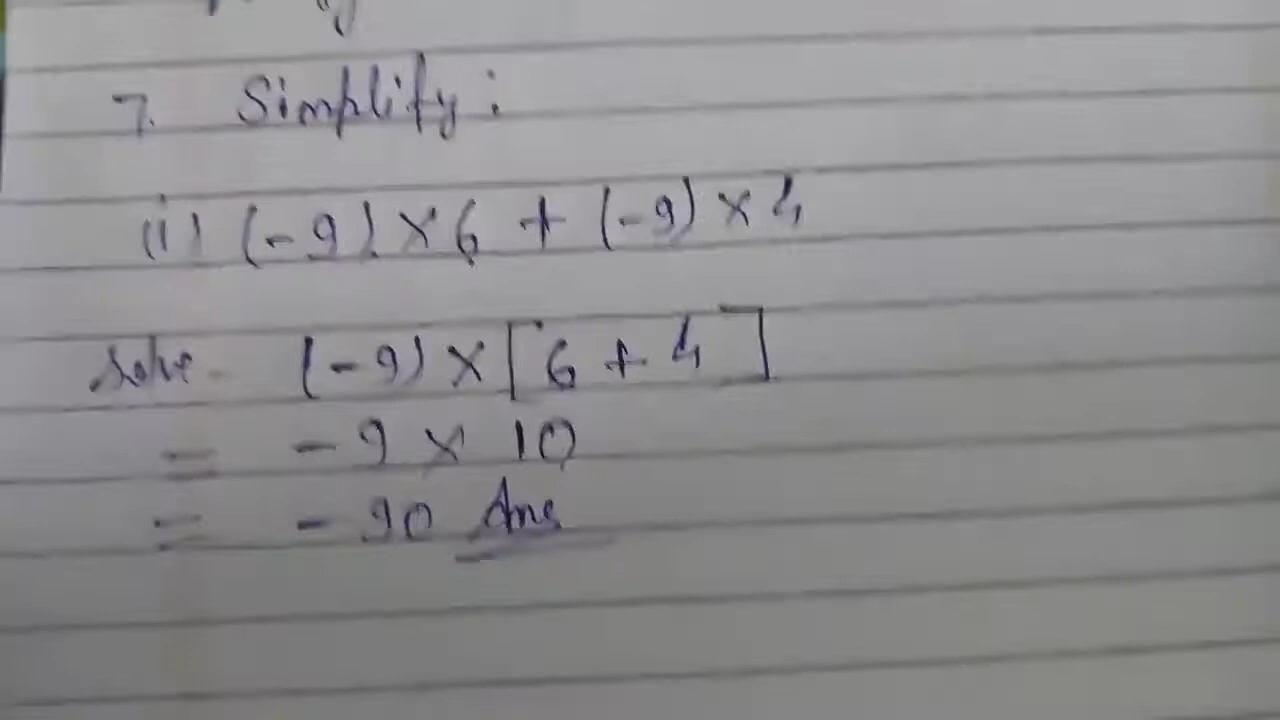 7. Simplify:
(i) (-9) × 6 + (-9) × 4
Solve (-9) × [6 + 4]
= -9 × 10
= -90 Ans